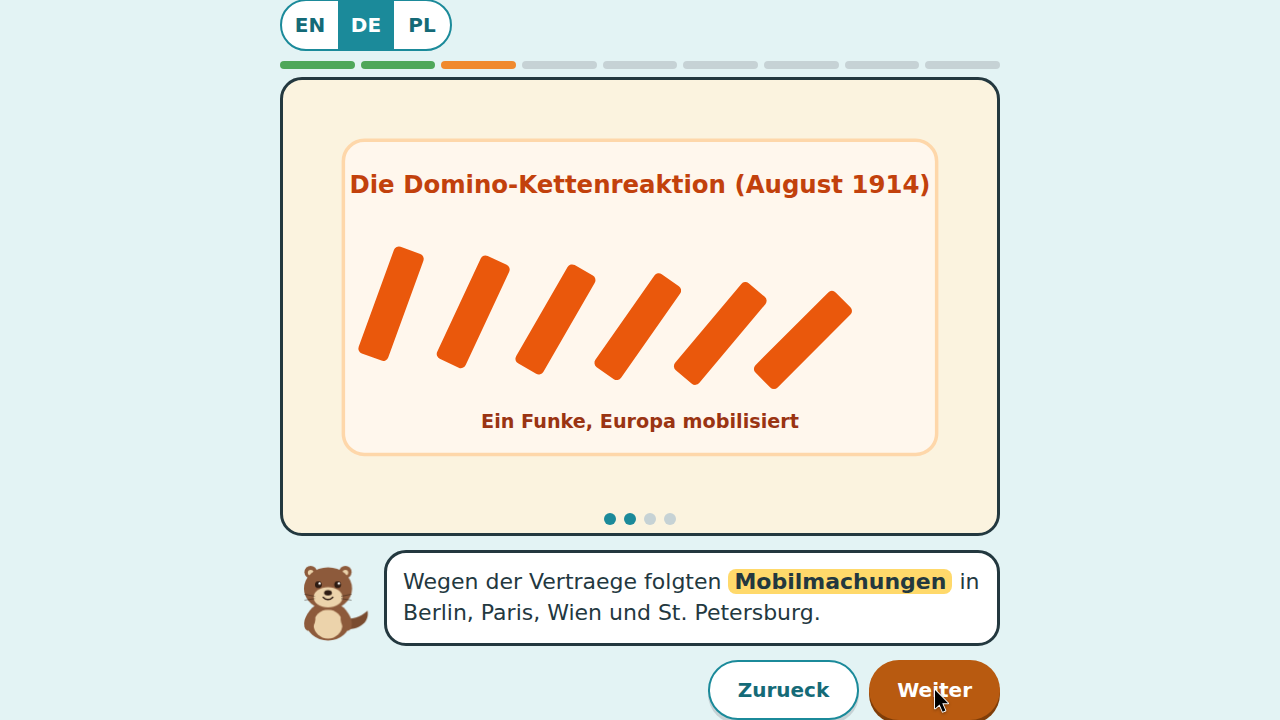 EN DE PL
Die Domino-Kettenreaktion (August 1914)
Ein Funke, Europa mobilisiert
Wegen der Vertraege folgten Mobilmachungen in
Berlin, Paris, Wien und St. Petersburg.
Zurueck Weiter